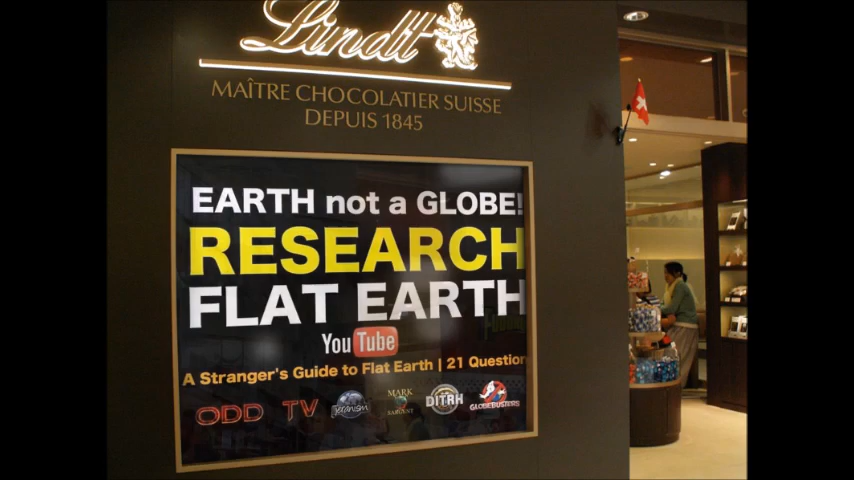 Lindt
MAÎTRE CHOCOLATIER SUISSE
DEPUIS 1845
EARTH not a GLOBE!
RESEARCH
FLAT EARTH
YouTube
A Stranger's Guide to Flat Earth | 21 Question
ODD TV jeranism MARK SARGENT DITRH GLOBEBUSTERS